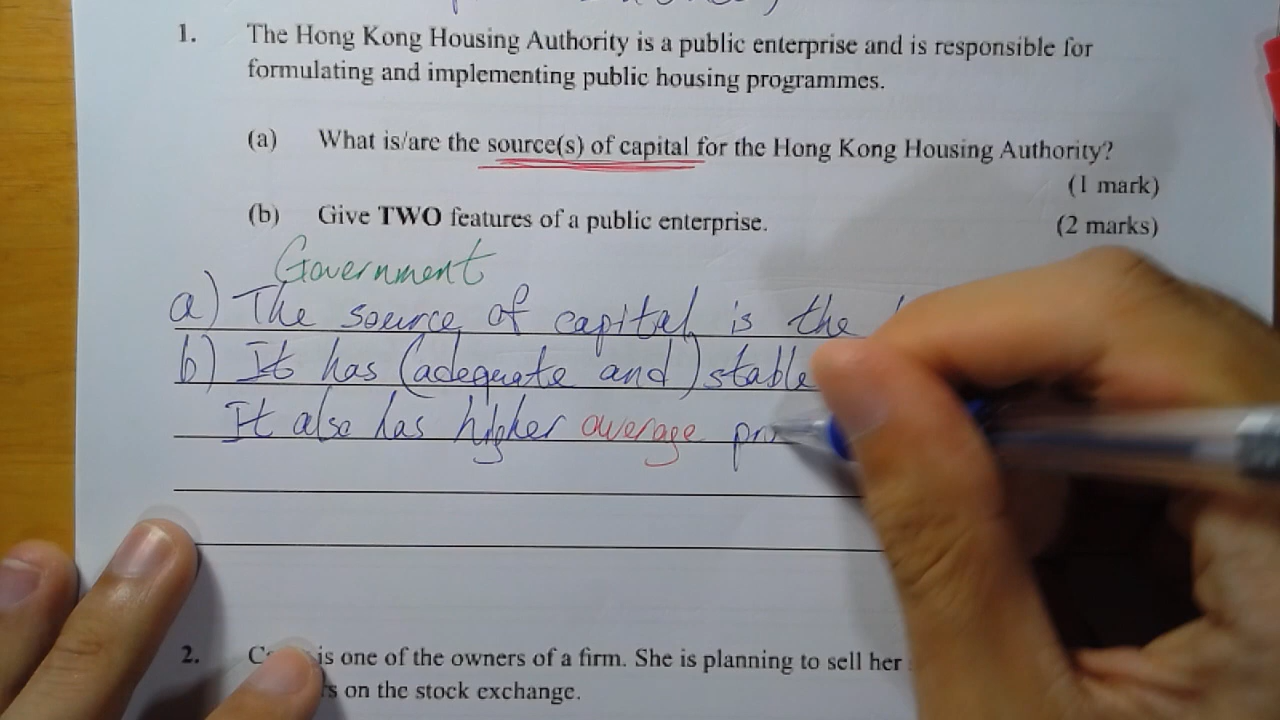 1. The Hong Kong Housing Authority is a public enterprise and is responsible for
formulating and implementing public housing programmes.
(a) What is/are the source(s) of capital for the Hong Kong Housing Authority?
(1 mark)
(b) Give TWO features of a public enterprise.
(2 marks)
Government
a) The source of capital is the
b) It has (adequate and) stable
It also has higher average
2. is one of the owners of a firm. She is planning to sell her
on the stock exchange.